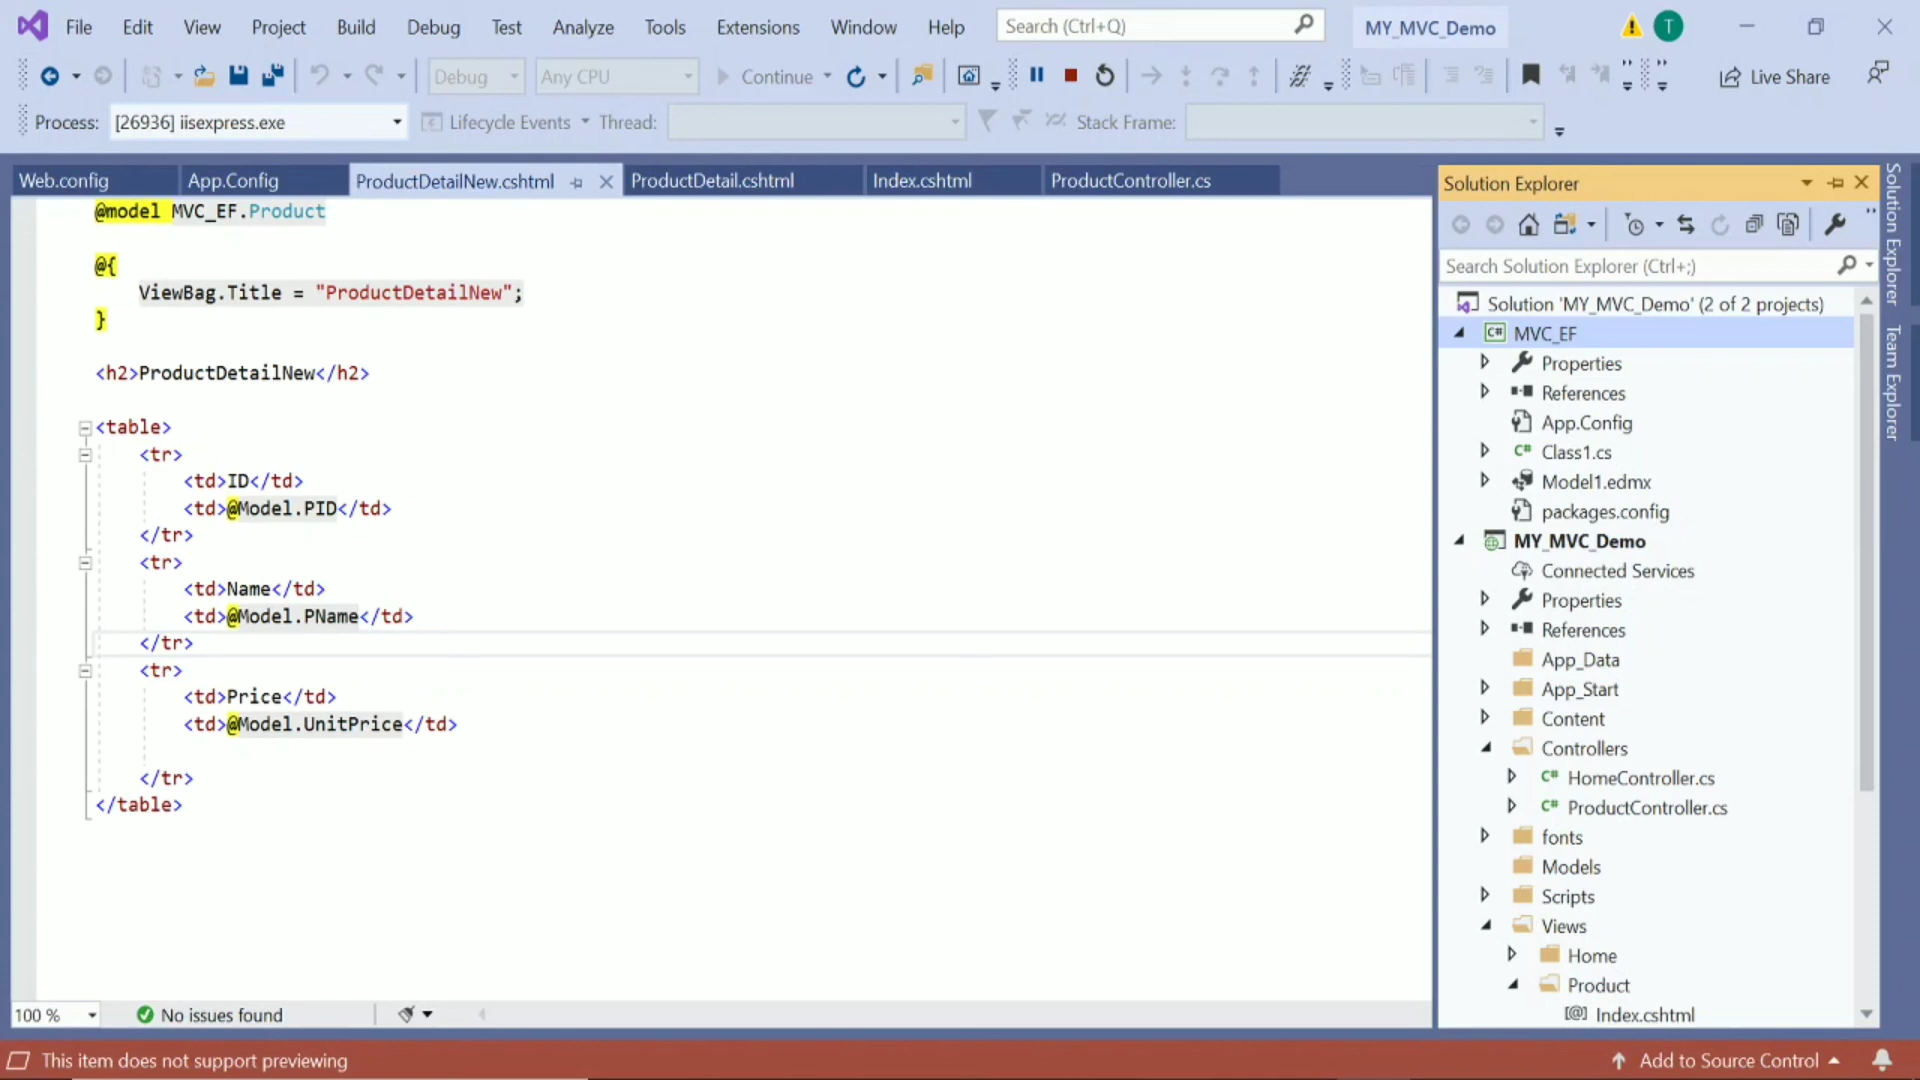 File Edit View Project Build Debug Test Analyze Tools Extensions Window Help Search (Ctrl+Q) MY_MVC_Demo T
Debug Any CPU Continue Live Share
Process: [26936] iisexpress.exe Lifecycle Events Thread: Stack Frame:
Web.config App.Config ProductDetailNew.cshtml ProductDetail.cshtml Index.cshtml ProductController.cs
@model MVC_EF.Product
@{
ViewBag.Title = "ProductDetailNew";
}
<h2>ProductDetailNew</h2>
<table>
<tr>
<td>ID</td>
<td>@Model.PID</td>
</tr>
<tr>
<td>Name</td>
<td>@Model.PName</td>
</tr>
<tr>
<td>Price</td>
<td>@Model.UnitPrice</td>
</tr>
</table>
100 % No issues found
Solution Explorer
Search Solution Explorer (Ctrl+;)
Solution 'MY_MVC_Demo' (2 of 2 projects)
C# MVC_EF
Properties
References
App.Config
C# Class1.cs
Model1.edmx
packages.config
MY_MVC_Demo
Connected Services
Properties
References
App_Data
App_Start
Content
Controllers
C# HomeController.cs
C# ProductController.cs
fonts
Models
Scripts
Views
Home
Product
[@] Index.cshtml
Solution Explorer
Team Explorer
This item does not support previewing Add to Source Control